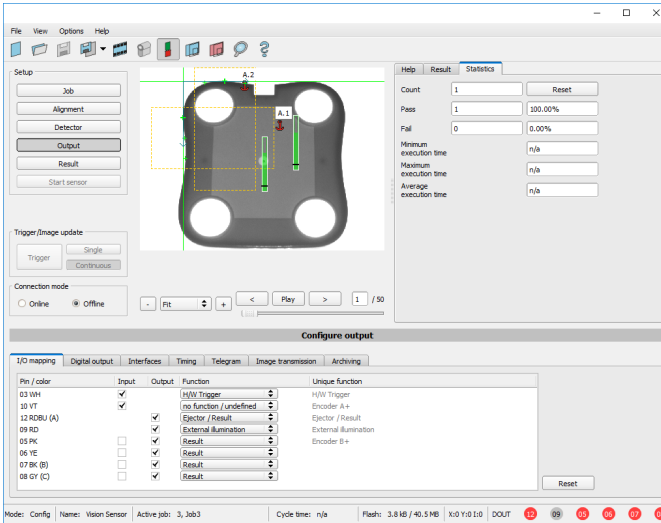 File View Options Help
Setup
Job
Alignment
Detector
Output
Result
Start sensor
Trigger/Image update
Trigger
Single
Continuous
Connection mode
Online Offline
A.2
A.1
- Fit + < Play > 1 / 50
Help Result Statistics
Count 1 Reset
Pass 1 100.00%
Fail 0 0.00%
Minimum
execution time n/a
Maximum
execution time n/a
Average
execution time n/a
Configure output
I/O mapping Digital output Interfaces Timing Telegram Image transmission Archiving
Pin / color Input Output Function Unique function
03 WH H/W Trigger H/W Trigger
10 VT no function / undefined Encoder A+
12 RDBU (A) Ejector / Result Ejector / Result
09 RD External illumination External illumination
05 PK Result Encoder B+
06 YE Result
07 BK (B) Result
08 GY (C) Result
Reset
Mode: Config Name: Vision Sensor Active job: 3, Job3 Cycle time: n/a Flash: 3.8 kB / 40.5 MB X:0 Y:0 I:0 DOUT 12 09 05 06 07